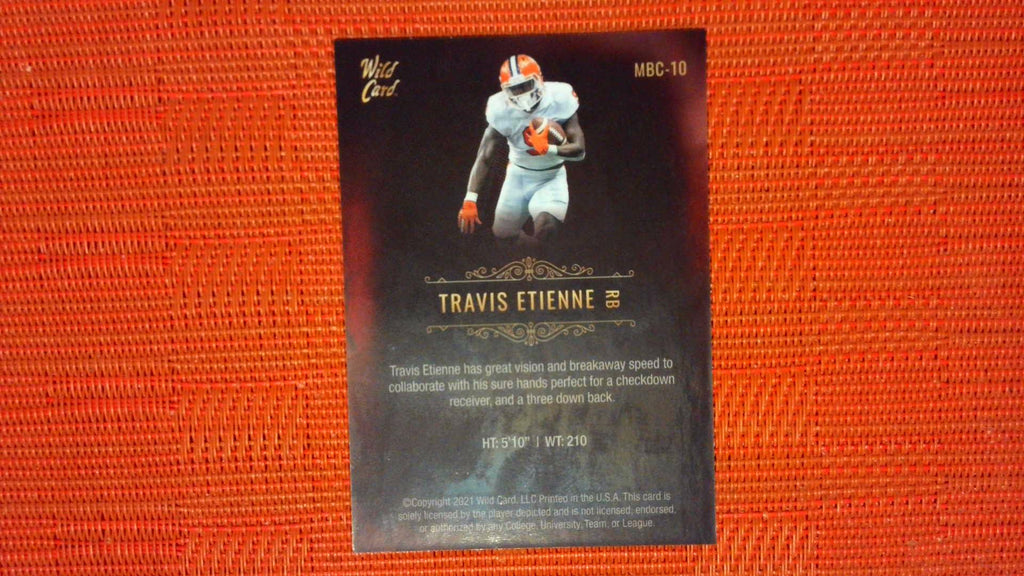 Wild
Card
MBC-10
TRAVIS ETIENNE RB
Travis Etienne has great vision and breakaway speed to
collaborate with his sure hands perfect for a checkdown
receiver, and a three down back.
HT: 5'10" | WT: 210
©Copyright 2021 Wild Card, LLC Printed in the U.S.A. This card is
solely licensed by the player depicted and is not licensed, endorsed,
or authorized by any College, University, Team, or League.